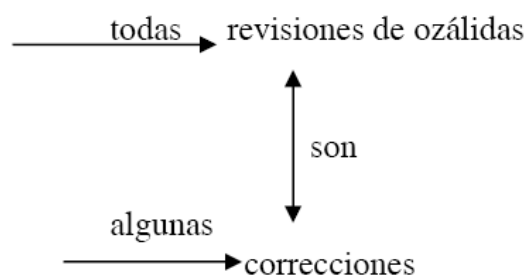 todas revisiones de ozálidas
son
algunas
correcciones